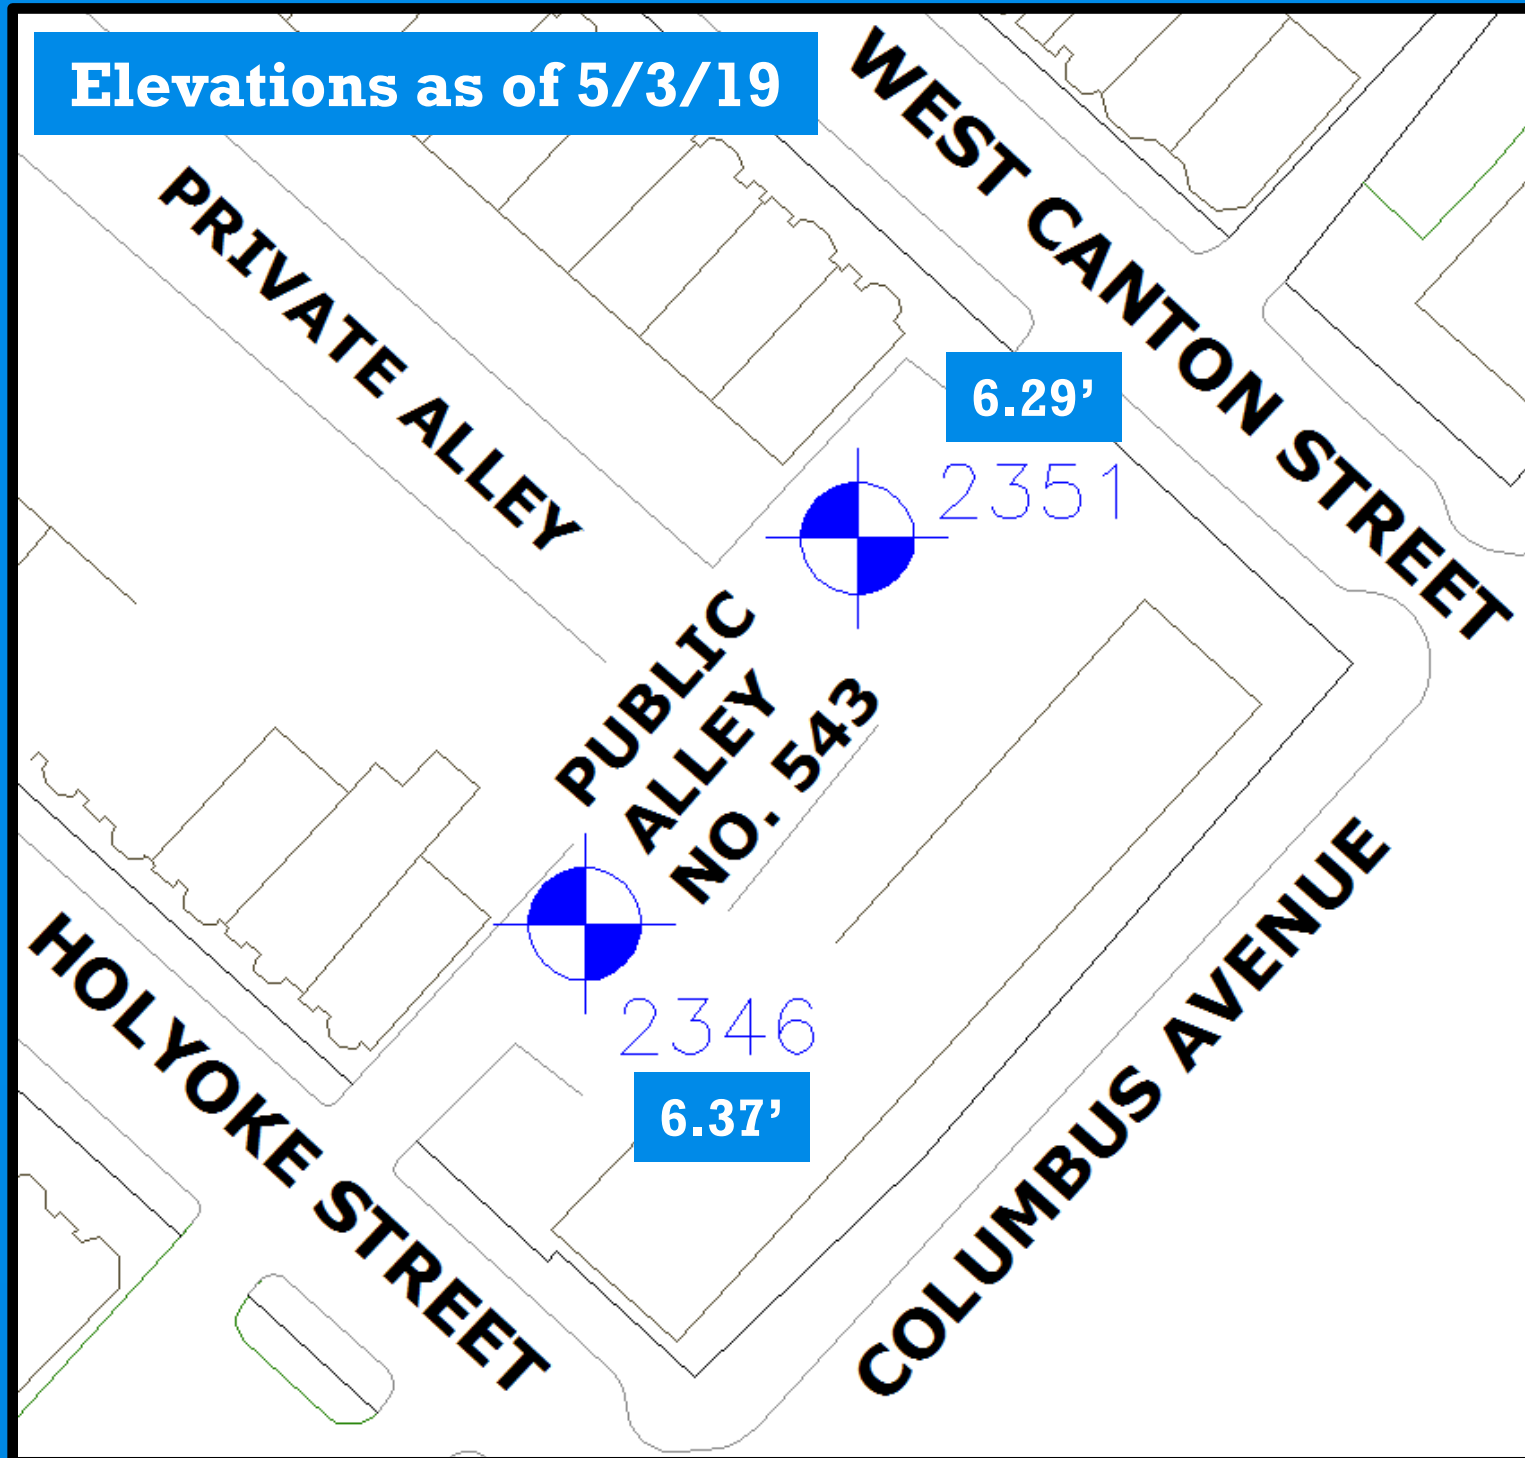 Elevations as of 5/3/19
WEST CANTON STREET
PRIVATE ALLEY
6.29’
2351
PUBLIC
ALLEY
NO. 543
2346
6.37’
HOLYOKE STREET
COLUMBUS AVENUE